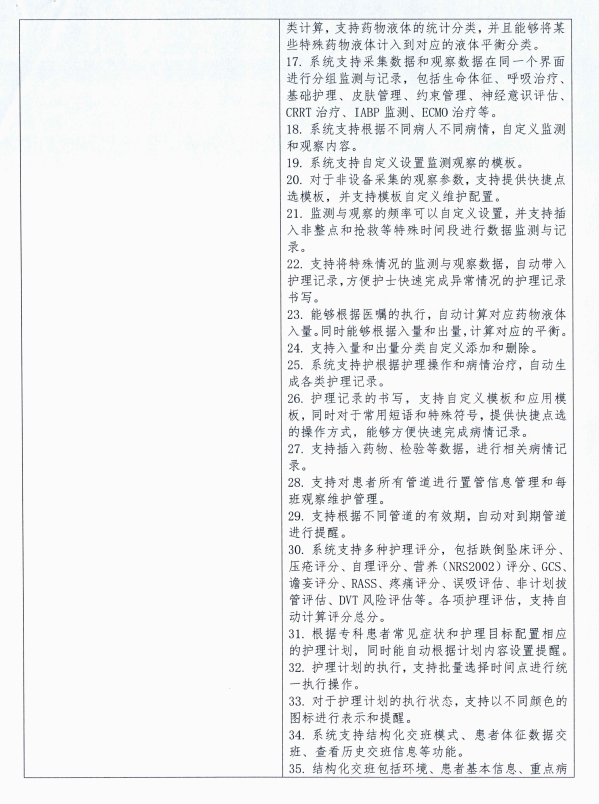 类计算，支持药物液体的统计分类，并且能够将某
些特殊药物液体计入到对应的液体平衡分类。
17. 系统支持采集数据和观察数据在同一个界面
进行分组监测与记录，包括生命体征、呼吸治疗、
基础护理、皮肤管理、约束管理、神经意识评估、
CRRT 治疗、IABP 监测、ECMO 治疗等。
18. 系统支持根据不同病人不同病情，自定义监测
和观察内容。
19. 系统支持自定义设置监测观察的模板。
20. 对于非设备采集的观察参数，支持提供快捷点
选模板，并支持模板自定义维护配置。
21. 监测与观察的频率可以自定义设置，并支持插
入非整点和抢救等特殊时间段进行数据监测与记
录。
22. 支持将特殊情况的监测与观察数据，自动带入
护理记录，方便护士快速完成异常情况的护理记录
书写。
23. 能够根据医嘱的执行，自动计算对应药物液体
入量。同时能够根据入量和出量，计算对应的平衡。
24. 支持入量和出量分类自定义添加和删除。
25. 系统支持护根据护理操作和病情治疗，自动生
成各类护理记录。
26. 护理记录的书写，支持自定义模板和应用模
板，同时对于常用短语和特殊符号，提供快捷点选
的操作方式，能够方便快速完成病情记录。
27. 支持插入药物、检验等数据，进行相关病情记
录。
28. 支持对患者所有管道进行置管信息管理和每
班观察维护管理。
29. 支持根据不同管道的有效期，自动对到期管道
进行提醒。
30. 系统支持多种护理评分，包括跌倒坠床评分、
压疮评分、自理评分、营养（NRS2002）评分、GCS、
谵妄评分、RASS、疼痛评分、误吸评估、非计划拔
管评估、DVT 风险评估等。各项护理评估，支持自
动计算评分总分。
31. 根据专科患者常见症状和护理目标配置相应
的护理计划，同时能自动根据计划内容设置提醒。
32. 护理计划的执行，支持批量选择时间点进行统
一执行操作。
33. 对于护理计划的执行状态，支持以不同颜色的
图标进行表示和提醒。
34. 系统支持结构化交班模式、患者体征数据交
班、查看历史交班信息等功能。
35. 结构化交班包括环境、患者基本信息、重点病